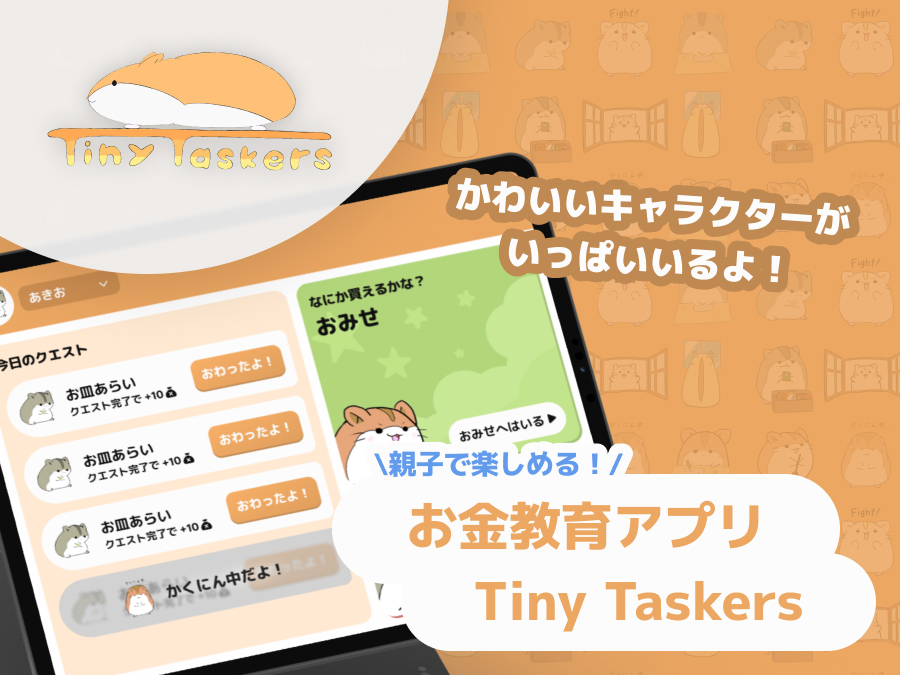 Tiny Taskers
かわいいキャラクターが
いっぱいいるよ！
あきお
今日のクエスト
お皿あらい
クエスト完了で +10
おわったよ！
お皿あらい
クエスト完了で +10
おわったよ！
お皿あらい
クエスト完了で +10
おわったよ！
かくにん中だよ！
なにか買えるかな？
おみせ
おみせへはいる▶
\親子で楽しめる！/
お金教育アプリ
Tiny Taskers
Fight!
Fight!
Fight!
Fight!